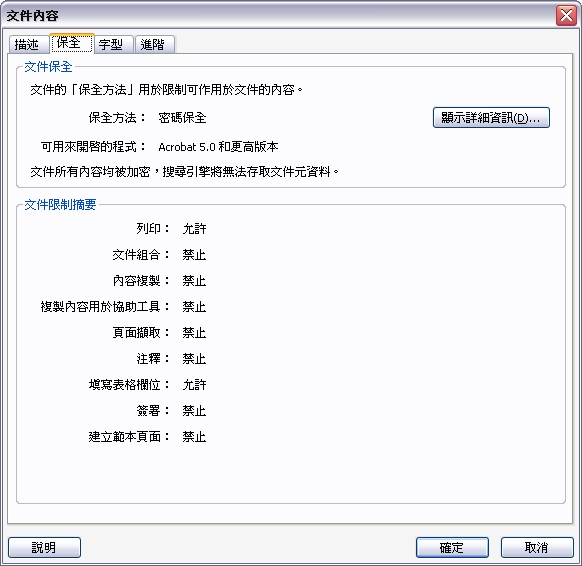 文件內容
描述 保全 字型 進階
文件保全
文件的「保全方法」用於限制可作用於文件的內容。
保全方法： 密碼保全 顯示詳細資訊(D)...
可用來開啓的程式： Acrobat 5.0 和更高版本
文件所有內容均被加密，搜尋引擎將無法存取文件元資料。
文件限制摘要
列印： 允許
文件組合： 禁止
內容複製： 禁止
複製內容用於協助工具： 禁止
頁面擷取： 禁止
注釋： 禁止
填寫表格欄位： 允許
簽署： 禁止
建立範本頁面： 禁止
說明 確定 取消